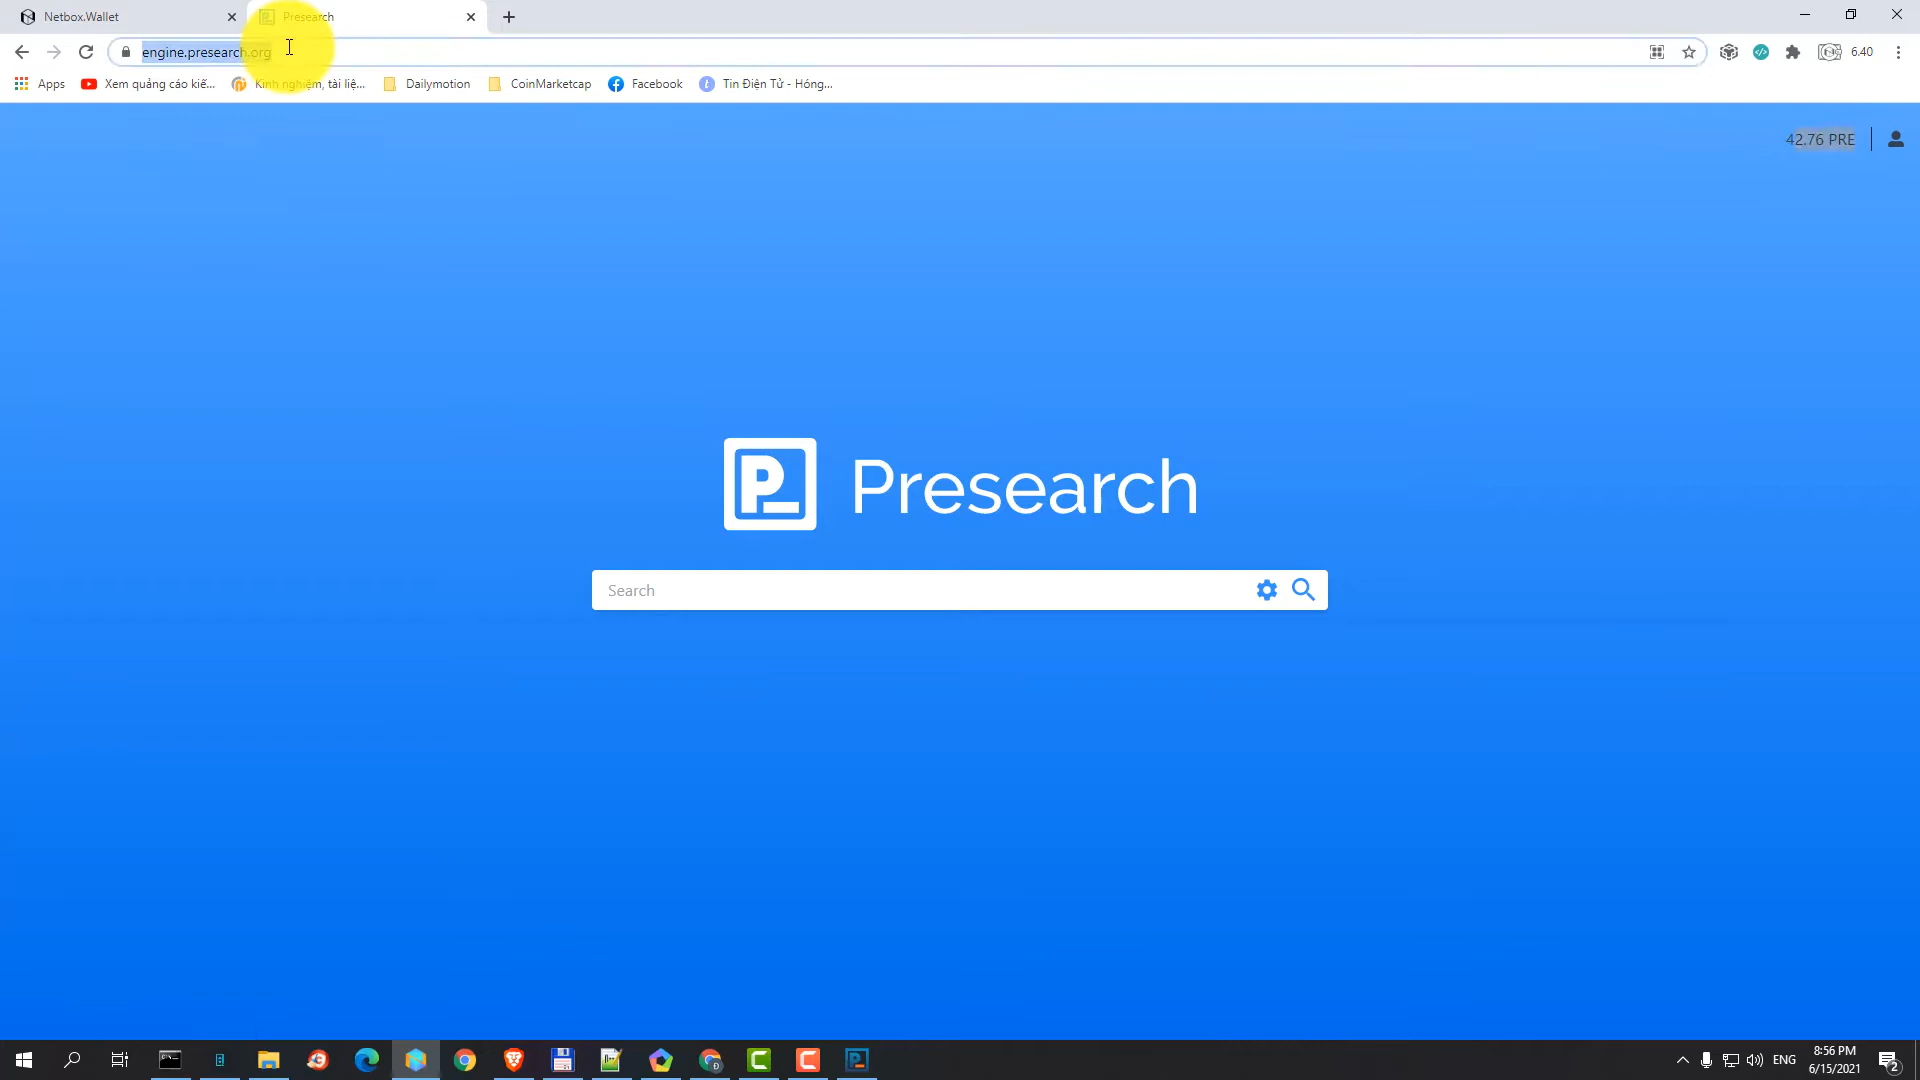 Netbox.Wallet
Presearch
engine.presearch.org
6.40
Apps
Xem quảng cáo kiế...
Kinh nghiệm, tài liệ...
Dailymotion
CoinMarketcap
Facebook
Tin Điện Tử - Hóng...
42.76 PRE
Presearch
Search
ENG
8:56 PM
6/15/2021
2